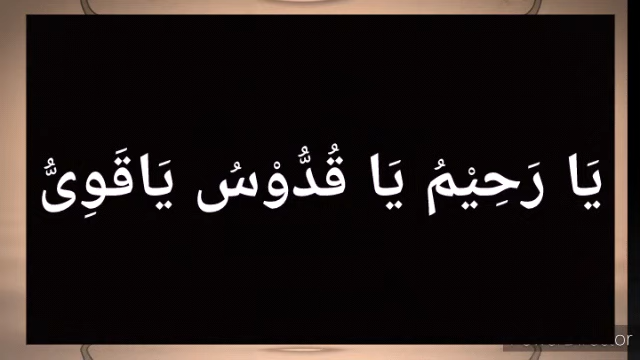 يَا رَحِيْمُ يَا قُدُّوْسُ يَاقَوِىُّ